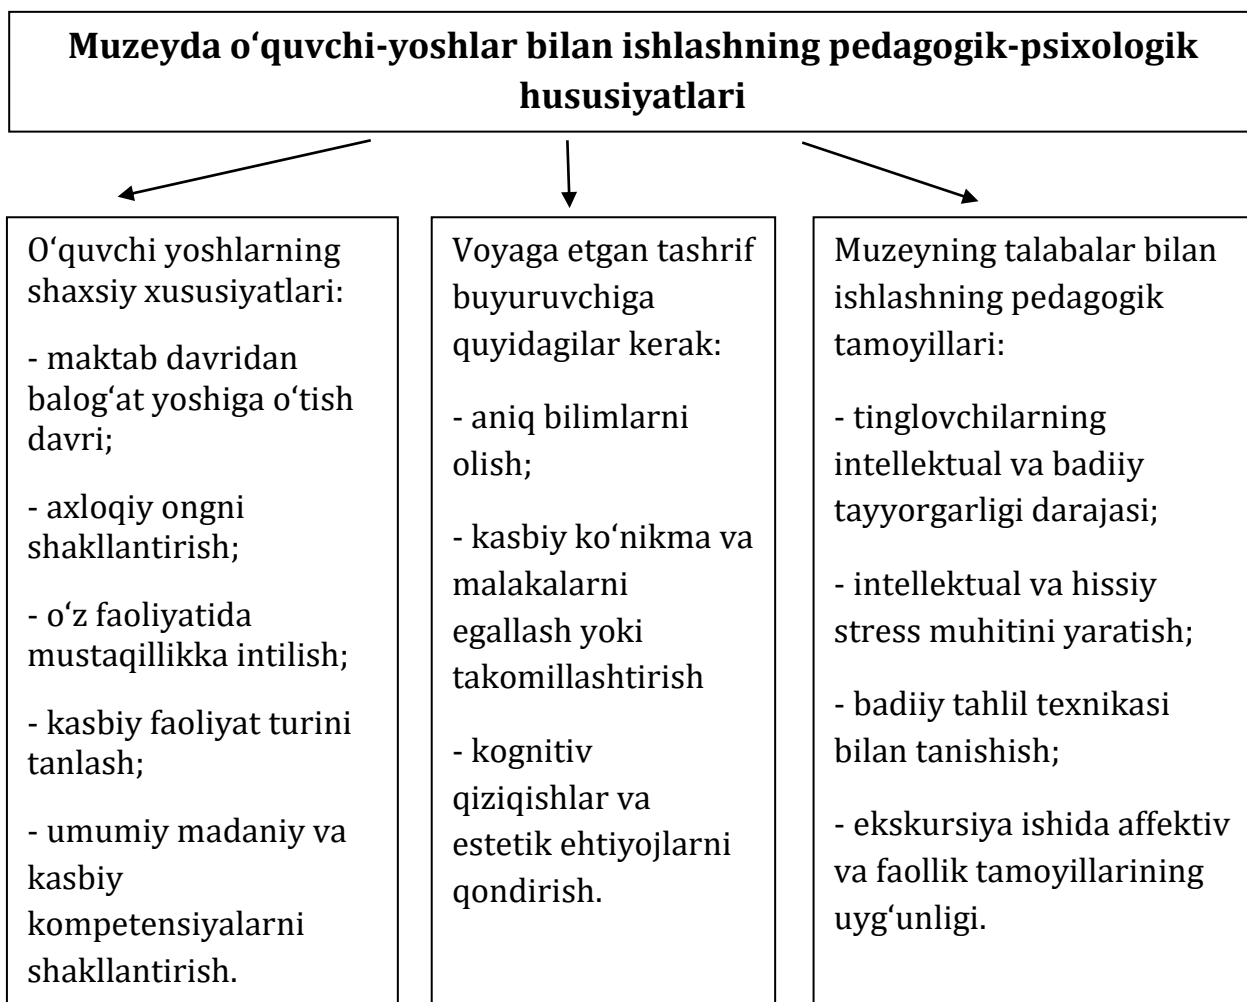 Muzeyda o‘quvchi-yoshlar bilan ishlashning pedagogik-psixologik
hususiyatlari
O‘quvchi yoshlarning
shaxsiy xususiyatlari:
- maktab davridan
balog‘at yoshiga o‘tish
davri;
- axloqiy ongni
shakllantirish;
- o‘z faoliyatida
mustaqillikka intilish;
- kasbiy faoliyat turini
tanlash;
- umumiy madaniy va
kasbiy
kompetensiyalarni
shakllantirish.
Voyaga etgan tashrif
buyuruvchiga
quyidagilar kerak:
- aniq bilimlarni
olish;
- kasbiy ko‘nikma va
malakalarni
egallash yoki
takomillashtirish
- kognitiv
qiziqishlar va
estetik ehtiyojlarni
qondirish.
Muzeyning talabalar bilan
ishlashning pedagogik
tamoyillari:
- tinglovchilarning
intellektual va badiiy
tayyorgarligi darajasi;
- intellektual va hissiy
stress muhitini yaratish;
- badiiy tahlil texnikasi
bilan tanishish;
- ekskursiya ishida affektiv
va faollik tamoyillarining
uyg‘unligi.